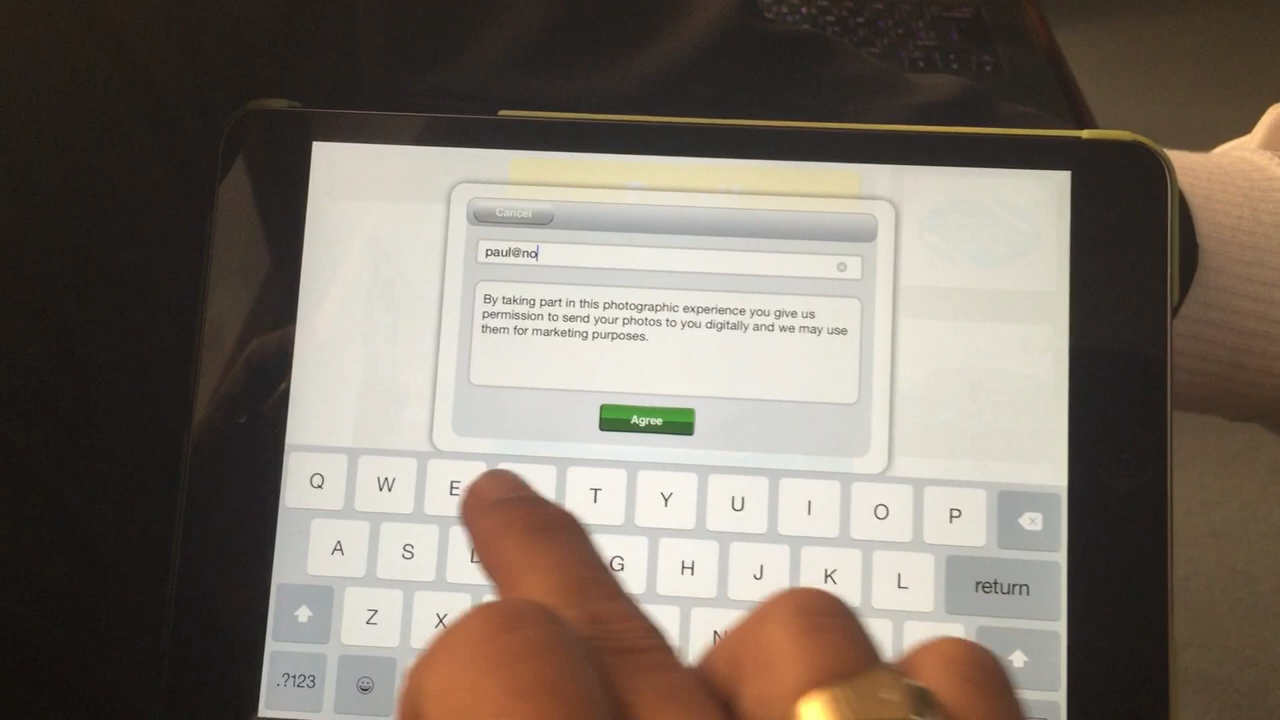 Cancel
paul@no
By taking part in this photographic experience you give us
permission to send your photos to you digitally and we may use
them for marketing purposes.
Agree
Q W E T Y U I O P
A S G H J K L return
Z X
.?123